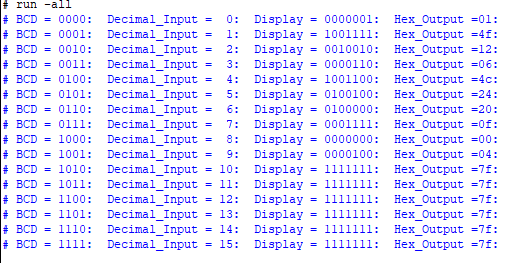 # run -all
# BCD = 0000:  Decimal_Input =  0:  Display = 0000001:  Hex_Output =01:
# BCD = 0001:  Decimal_Input =  1:  Display = 1001111:  Hex_Output =4f:
# BCD = 0010:  Decimal_Input =  2:  Display = 0010010:  Hex_Output =12:
# BCD = 0011:  Decimal_Input =  3:  Display = 0000110:  Hex_Output =06:
# BCD = 0100:  Decimal_Input =  4:  Display = 1001100:  Hex_Output =4c:
# BCD = 0101:  Decimal_Input =  5:  Display = 0100100:  Hex_Output =24:
# BCD = 0110:  Decimal_Input =  6:  Display = 0100000:  Hex_Output =20:
# BCD = 0111:  Decimal_Input =  7:  Display = 0001111:  Hex_Output =0f:
# BCD = 1000:  Decimal_Input =  8:  Display = 0000000:  Hex_Output =00:
# BCD = 1001:  Decimal_Input =  9:  Display = 0000100:  Hex_Output =04:
# BCD = 1010:  Decimal_Input = 10:  Display = 1111111:  Hex_Output =7f:
# BCD = 1011:  Decimal_Input = 11:  Display = 1111111:  Hex_Output =7f:
# BCD = 1100:  Decimal_Input = 12:  Display = 1111111:  Hex_Output =7f:
# BCD = 1101:  Decimal_Input = 13:  Display = 1111111:  Hex_Output =7f:
# BCD = 1110:  Decimal_Input = 14:  Display = 1111111:  Hex_Output =7f:
# BCD = 1111:  Decimal_Input = 15:  Display = 1111111:  Hex_Output =7f: